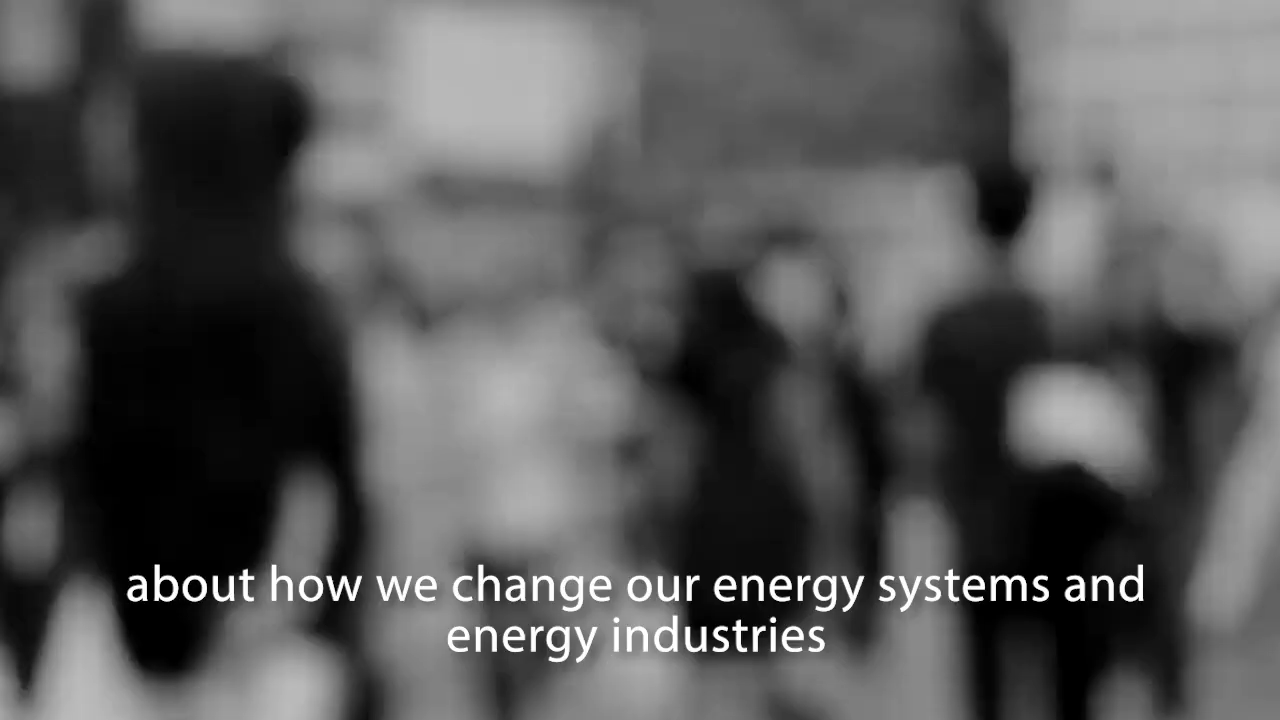 about how we change our energy systems and
energy industries